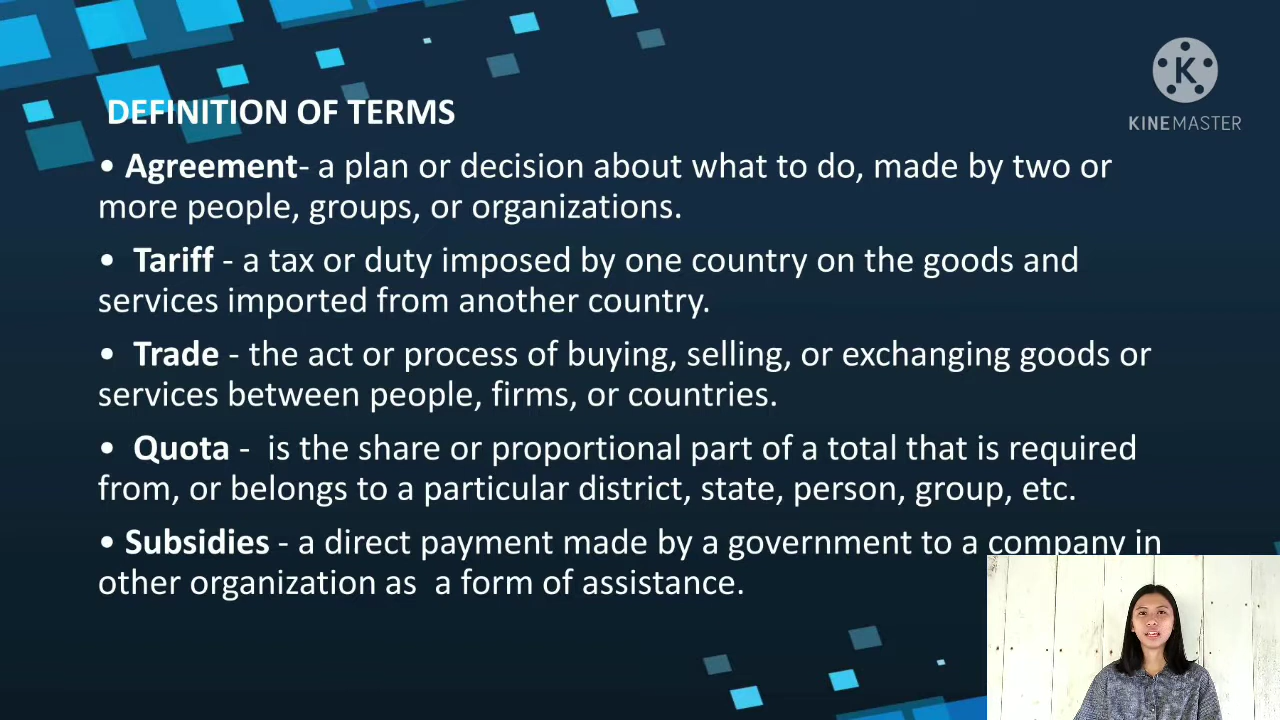 DEFINITION OF TERMS
K
KINEMASTER
• Agreement- a plan or decision about what to do, made by two or
more people, groups, or organizations.
• Tariff - a tax or duty imposed by one country on the goods and
services imported from another country.
• Trade - the act or process of buying, selling, or exchanging goods or
services between people, firms, or countries.
• Quota - is the share or proportional part of a total that is required
from, or belongs to a particular district, state, person, group, etc.
• Subsidies - a direct payment made by a government to a company in
other organization as a form of assistance.